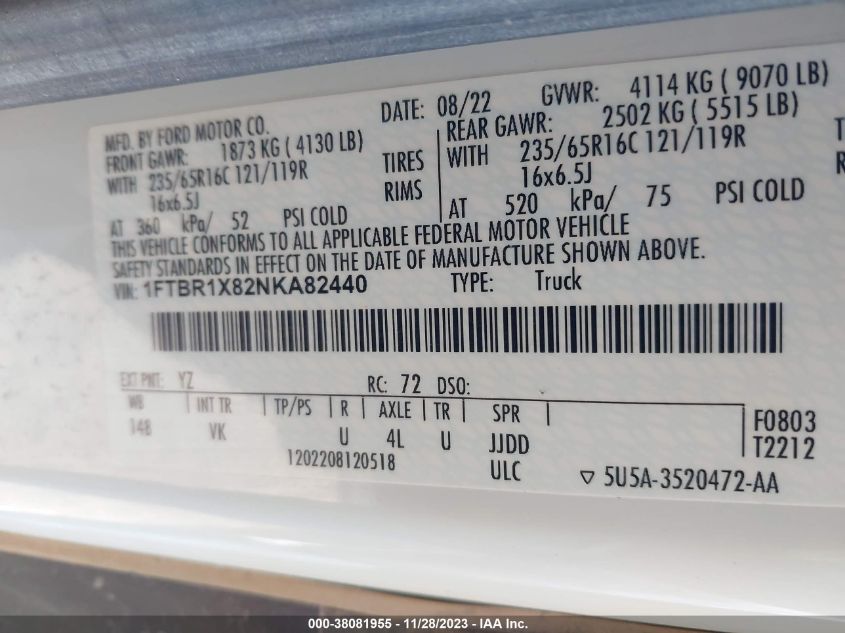 MFD. BY FORD MOTOR CO.
DATE: 08/22 GVWR: 4114 KG ( 9070 LB)
FRONT GAWR: 1873 KG ( 4130 LB)
REAR GAWR: 2502 KG ( 5515 LB)
WITH 235/65R16C 121/119R TIRES
WITH 235/65R16C 121/119R
16x6.5J RIMS
16x6.5J
AT 360 kPa/ 52 PSI COLD
AT 520 kPa/ 75 PSI COLD
THIS VEHICLE CONFORMS TO ALL APPLICABLE FEDERAL MOTOR VEHICLE
SAFETY STANDARDS IN EFFECT ON THE DATE OF MANUFACTURE SHOWN ABOVE.
VIN: 1FTBR1X82NKA82440 TYPE: Truck
EXT PNT: YZ RC: 72 DSO:
WB INT TR TP/PS R AXLE TR SPR
148 VK U 4L U JJDD
F0803
T2212
1202208120518 ULC
▽ 5U5A-3520472-AA
000-38081955 - 11/28/2023 - IAA Inc.